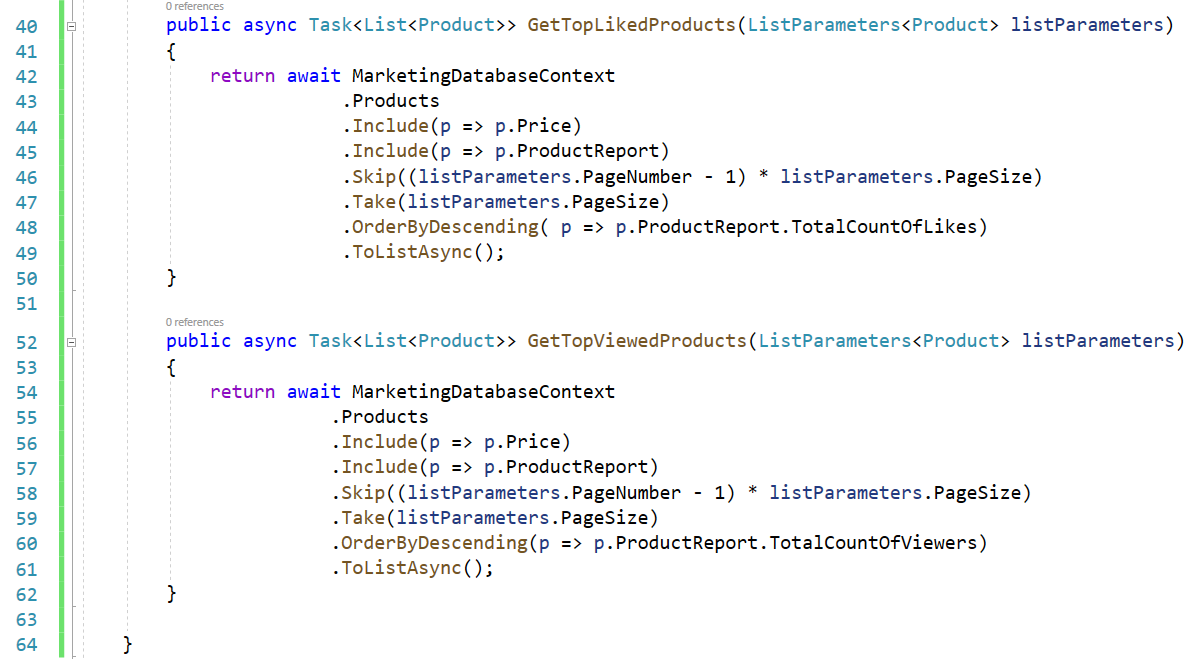 0 references
40 public async Task<List<Product>> GetTopLikedProducts(ListParameters<Product> listParameters)
41 {
42 return await MarketingDatabaseContext
43 .Products
44 .Include(p => p.Price)
45 .Include(p => p.ProductReport)
46 .Skip((listParameters.PageNumber - 1) * listParameters.PageSize)
47 .Take(listParameters.PageSize)
48 .OrderByDescending( p => p.ProductReport.TotalCountOfLikes)
49 .ToListAsync();
50 }
51
0 references
52 public async Task<List<Product>> GetTopViewedProducts(ListParameters<Product> listParameters)
53 {
54 return await MarketingDatabaseContext
55 .Products
56 .Include(p => p.Price)
57 .Include(p => p.ProductReport)
58 .Skip((listParameters.PageNumber - 1) * listParameters.PageSize)
59 .Take(listParameters.PageSize)
60 .OrderByDescending(p => p.ProductReport.TotalCountOfViewers)
61 .ToListAsync();
62 }
63
64 }